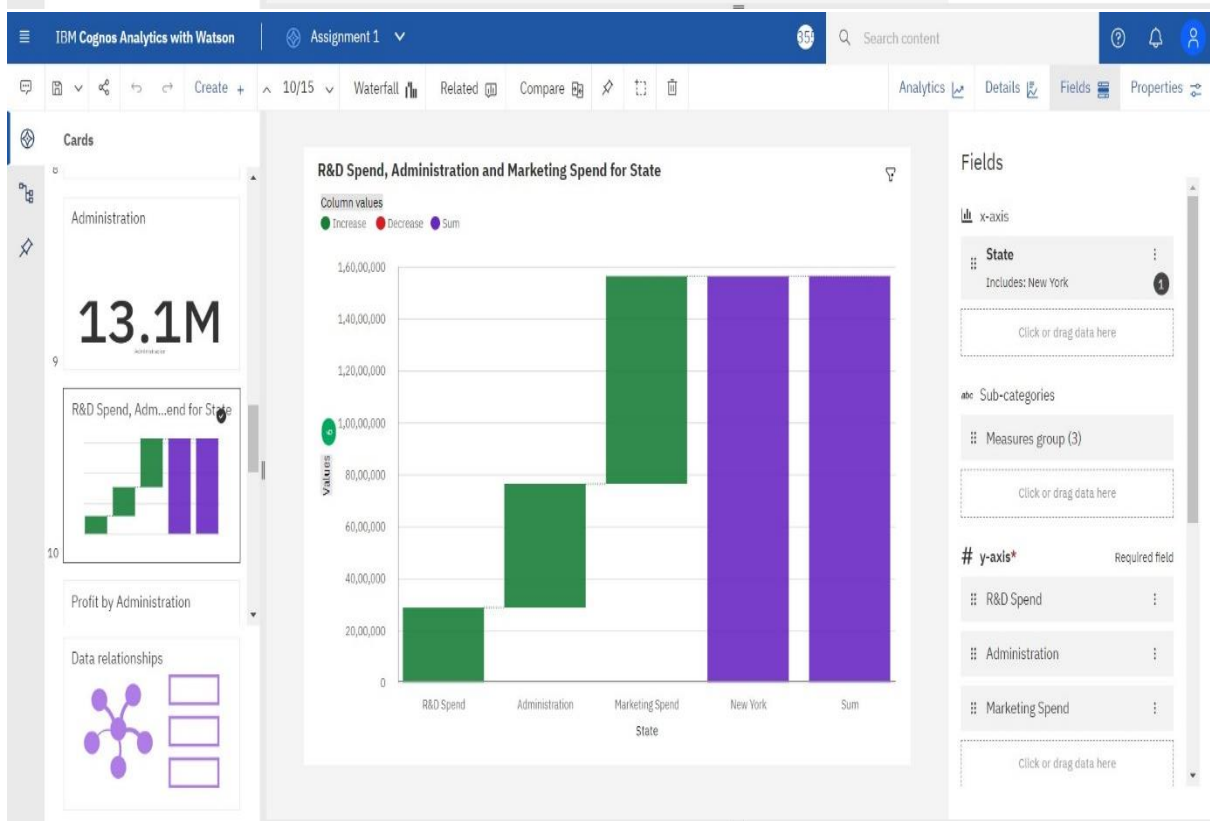 IBM Cognos Analytics with Watson
Assignment 1
Search content
Create +
10/15
Waterfall
Related
Compare
Analytics
Details
Fields
Properties
Cards
8
Administration
13.1M
9
R&D Spend, Adm...end for State
10
Profit by Administration
Data relationships
R&D Spend, Administration and Marketing Spend for State
Column values
Increase Decrease Sum
1,60,00,000
1,40,00,000
1,20,00,000
1,00,00,000
80,00,000
60,00,000
40,00,000
20,00,000
0
Values
R&D Spend Administration Marketing Spend New York Sum
State
Fields
x-axis
State
Includes: New York
1
Click or drag data here
abc Sub-categories
Measures group (3)
Click or drag data here
# y-axis* Required field
R&D Spend
Administration
Marketing Spend
Click or drag data here